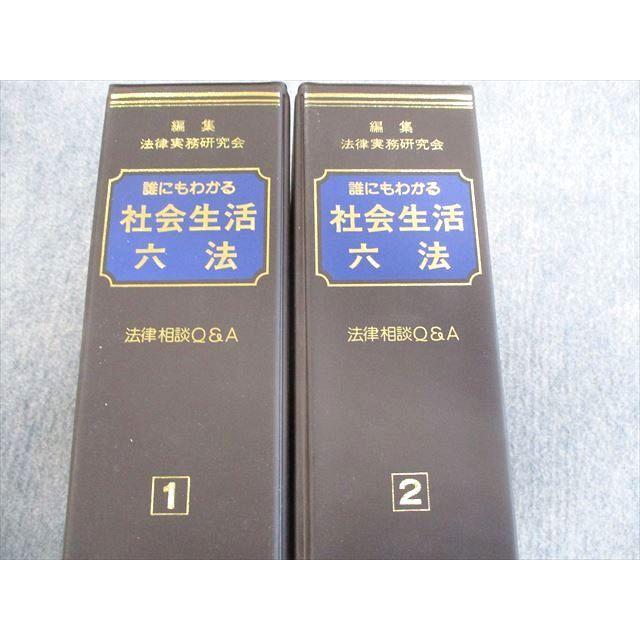 編集
法律実務研究会
誰にもわかる
社会生活
六法
法律相談Q&A
1
編集
法律実務研究会
誰にもわかる
社会生活
六法
法律相談Q&A
2